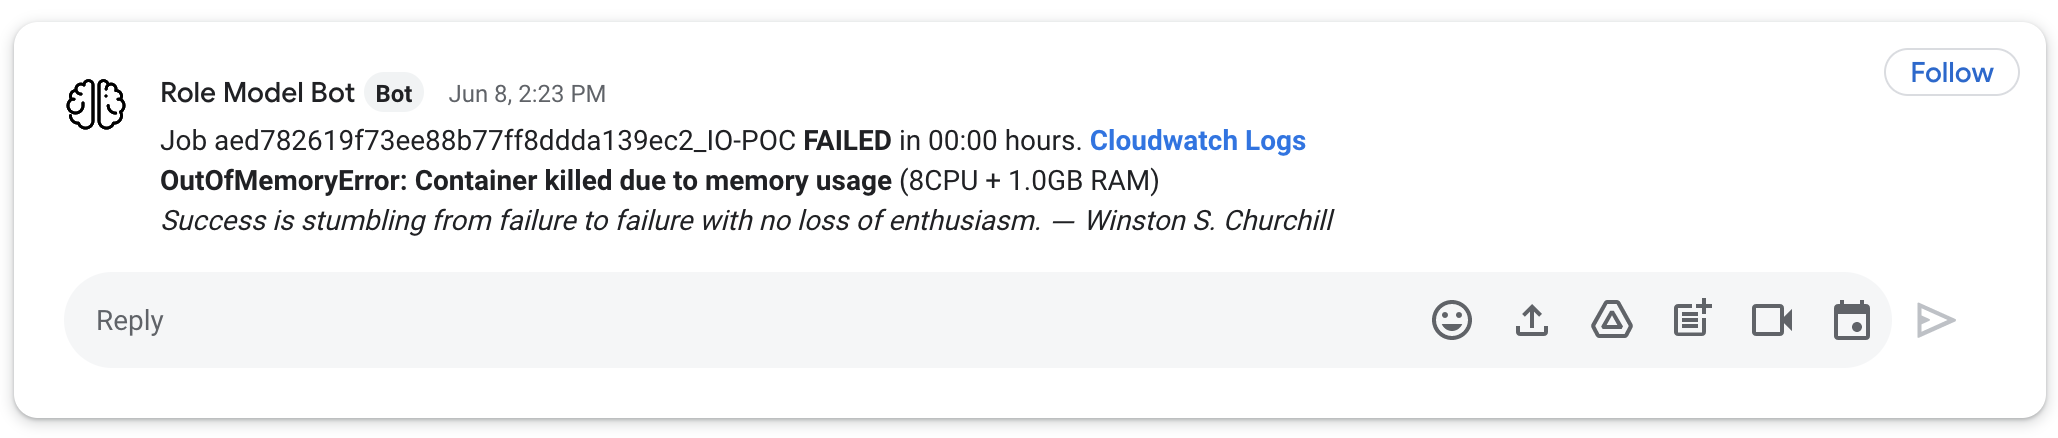 Role Model Bot Bot Jun 8, 2:23 PM
Follow
Job aed782619f73ee88b77ff8ddda139ec2_IO-POC FAILED in 00:00 hours. Cloudwatch Logs
OutOfMemoryError: Container killed due to memory usage (8CPU + 1.0GB RAM)
Success is stumbling from failure to failure with no loss of enthusiasm. — Winston S. Churchill
Reply